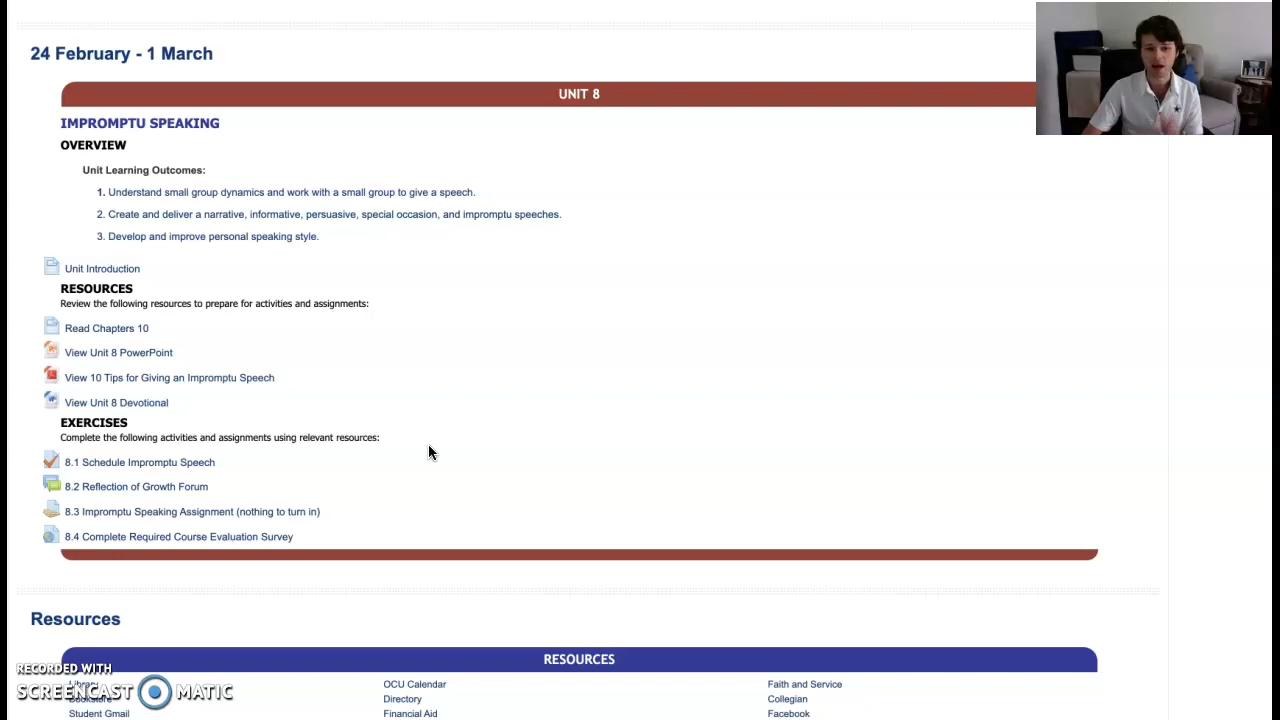 24 February - 1 March
UNIT 8
IMPROMPTU SPEAKING
OVERVIEW
Unit Learning Outcomes:
1. Understand small group dynamics and work with a small group to give a speech.
2. Create and deliver a narrative, informative, persuasive, special occasion, and impromptu speeches.
3. Develop and improve personal speaking style.
Unit Introduction
RESOURCES
Review the following resources to prepare for activities and assignments:
Read Chapters 10
View Unit 8 PowerPoint
View 10 Tips for Giving an Impromptu Speech
View Unit 8 Devotional
EXERCISES
Complete the following activities and assignments using relevant resources:
8.1 Schedule Impromptu Speech
8.2 Reflection of Growth Forum
8.3 Impromptu Speaking Assignment (nothing to turn in)
8.4 Complete Required Course Evaluation Survey
Resources
RESOURCES
Library OCU Calendar Faith and Service
Bookstore Directory Collegian
Student Gmail Financial Aid Facebook
RECORDED WITH
SCREENCAST MATIC